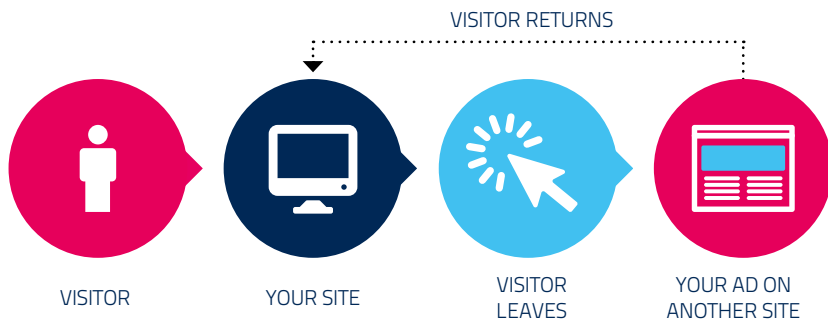 VISITOR RETURNS
VISITOR
YOUR SITE
VISITOR
LEAVES
YOUR AD ON
ANOTHER SITE